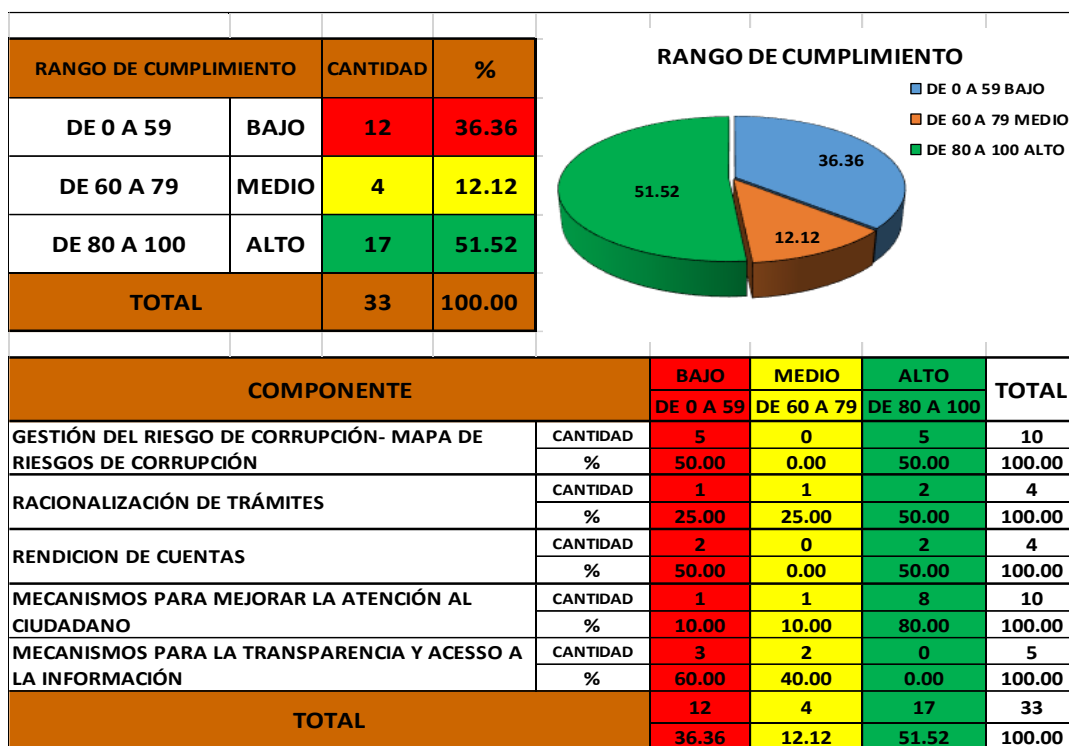 RANGO DE CUMPLIMIENTO CANTIDAD %
DE 0 A 59 BAJO 12 36.36
DE 60 A 79 MEDIO 4 12.12
DE 80 A 100 ALTO 17 51.52
TOTAL 33 100.00
RANGO DE CUMPLIMIENTO
DE 0 A 59 BAJO
DE 60 A 79 MEDIO
DE 80 A 100 ALTO
36.36
51.52
12.12
COMPONENTE BAJO MEDIO ALTO TOTAL
DE 0 A 59 DE 60 A 79 DE 80 A 100
GESTIÓN DEL RIESGO DE CORRUPCIÓN- MAPA DE CANTIDAD 5 0 5 10
RIESGOS DE CORRUPCIÓN % 50.00 0.00 50.00 100.00
RACIONALIZACIÓN DE TRÁMITES
CANTIDAD 1 1 2 4
% 25.00 25.00 50.00 100.00
RENDICION DE CUENTAS
CANTIDAD 2 0 2 4
% 50.00 0.00 50.00 100.00
MECANISMOS PARA MEJORAR LA ATENCIÓN AL CANTIDAD 1 1 8 10
CIUDADANO % 10.00 10.00 80.00 100.00
MECANISMOS PARA LA TRANSPARENCIA Y ACESSO A CANTIDAD 3 2 0 5
LA INFORMACIÓN % 60.00 40.00 0.00 100.00
TOTAL
12 4 17 33
36.36 12.12 51.52 100.00